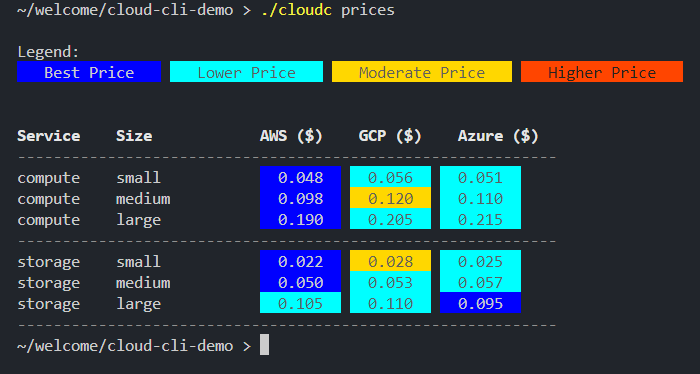 ~/welcome/cloud-cli-demo > ./cloudc prices
Legend:
Best Price Lower Price Moderate Price Higher Price
Service Size AWS ($) GCP ($) Azure ($)
------------------------------------------------------------
compute small 0.048 0.056 0.051
compute medium 0.098 0.120 0.110
compute large 0.190 0.205 0.215
------------------------------------------------------------
storage small 0.022 0.028 0.025
storage medium 0.050 0.053 0.057
storage large 0.105 0.110 0.095
------------------------------------------------------------
~/welcome/cloud-cli-demo >